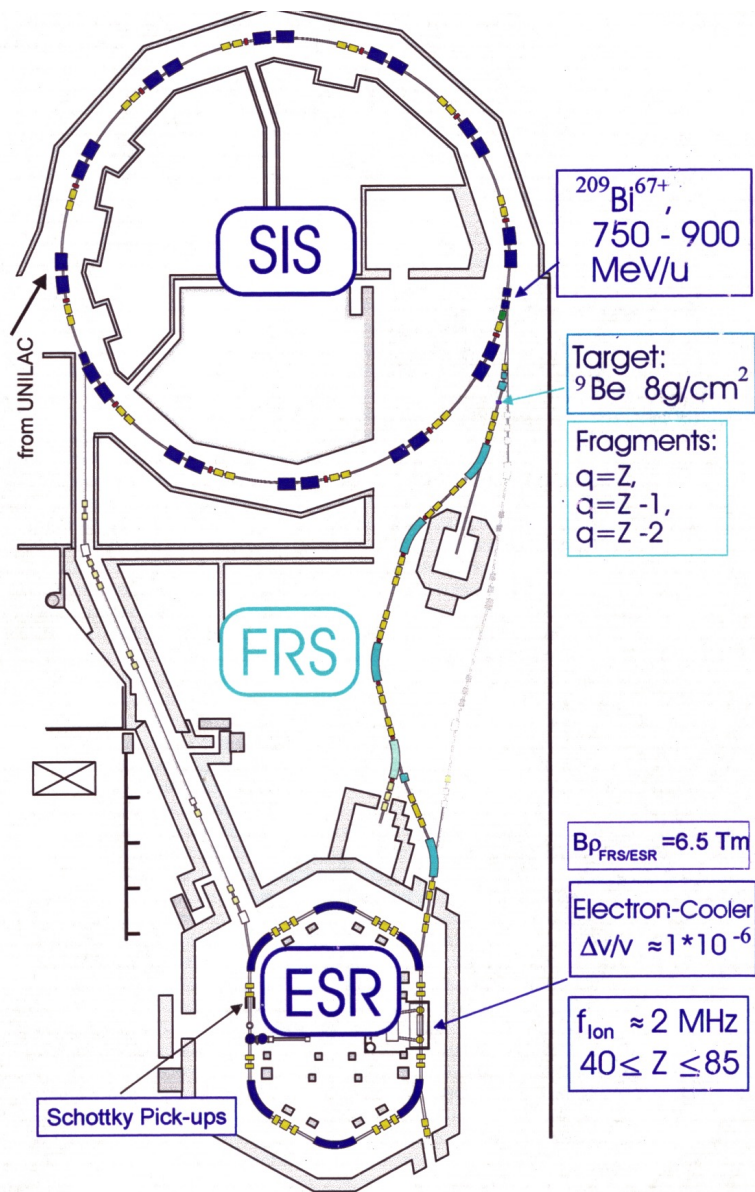 SIS
²⁰⁹Bi⁶⁷⁺,
750 - 900
MeV/u
from UNILAC
Target:
⁹Be 8g/cm²
Fragments:
q=Z,
q=Z -1,
q=Z -2
FRS
Bρ_FRS/ESR =6.5 Tm
Electron-Cooler
Δv/v ≈1*10⁻⁶
ESR
f_Ion ≈ 2 MHz
40≤ Z ≤85
Schottky Pick-ups